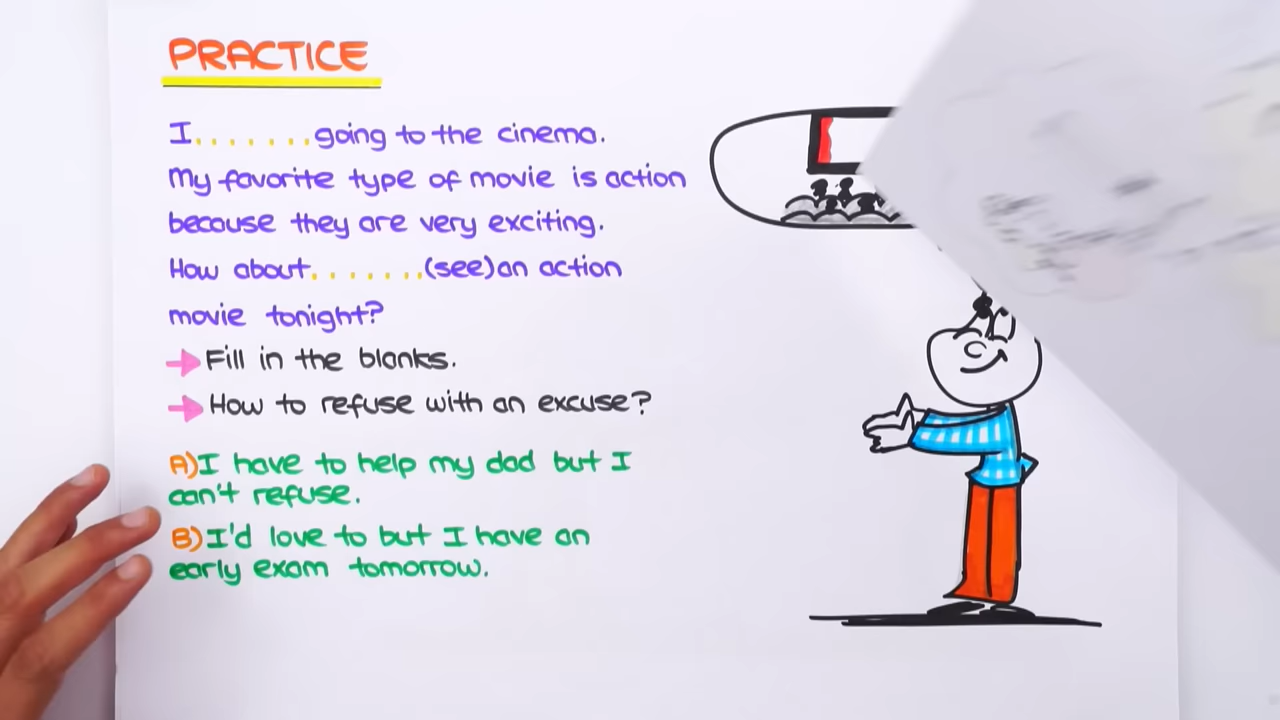 PRACTICE
I.......going to the cinema.
My favorite type of movie is action
because they are very exciting.
How about.......(see)an action
movie tonight?
Fill in the blanks.
How to refuse with an excuse?
A)I have to help my dad but I
can't refuse.
B)I'd love to but I have an
early exam tomorrow.